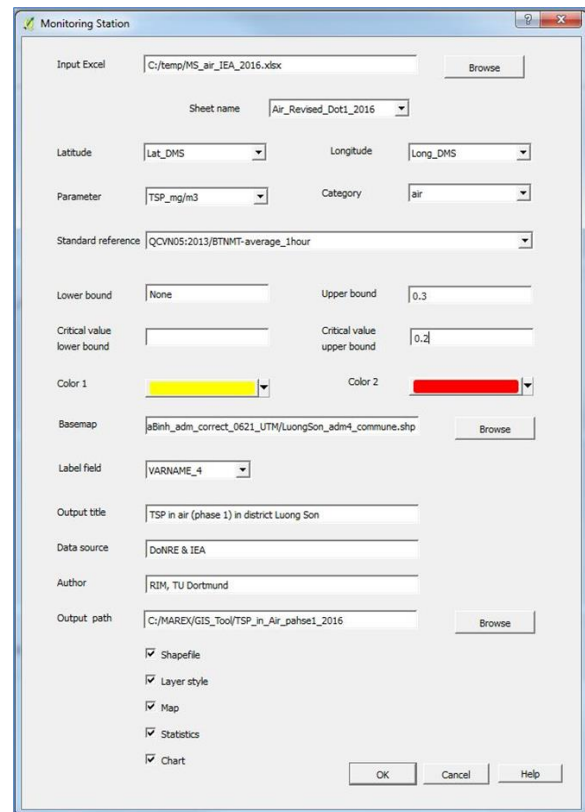 Monitoring Station
Input Excel C:/temp/MS_air_IEA_2016.xlsx Browse
Sheet name Air_Revised_Dot1_2016
Latitude Lat_DMS Longitude Long_DMS
Parameter TSP_mg/m3 Category air
Standard reference QCVN05:2013/BTNMT-average_1hour
Lower bound None Upper bound 0.3
Critical value Critical value
lower bound upper bound 0.2
Color 1 Color 2
Basemap aBinh_adm_correct_0621_UTM/LuongSon_adm4_commune.shp Browse
Label field VARNAME_4
Output title TSP in air (phase 1) in district Luong Son
Data source DoNRE & IEA
Author RIM, TU Dortmund
Output path C:/MAREX/GIS_Tool/TSP_in_Air_pahse1_2016 Browse
Shapefile
Layer style
Map
Statistics
Chart
OK Cancel Help